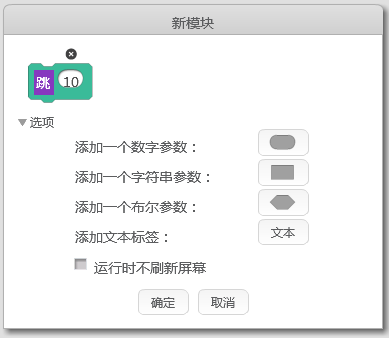 新模块
跳 10
选项
添加一个数字参数：
添加一个字符串参数：
添加一个布尔参数：
添加文本标签： 文本
运行时不刷新屏幕
确定 取消